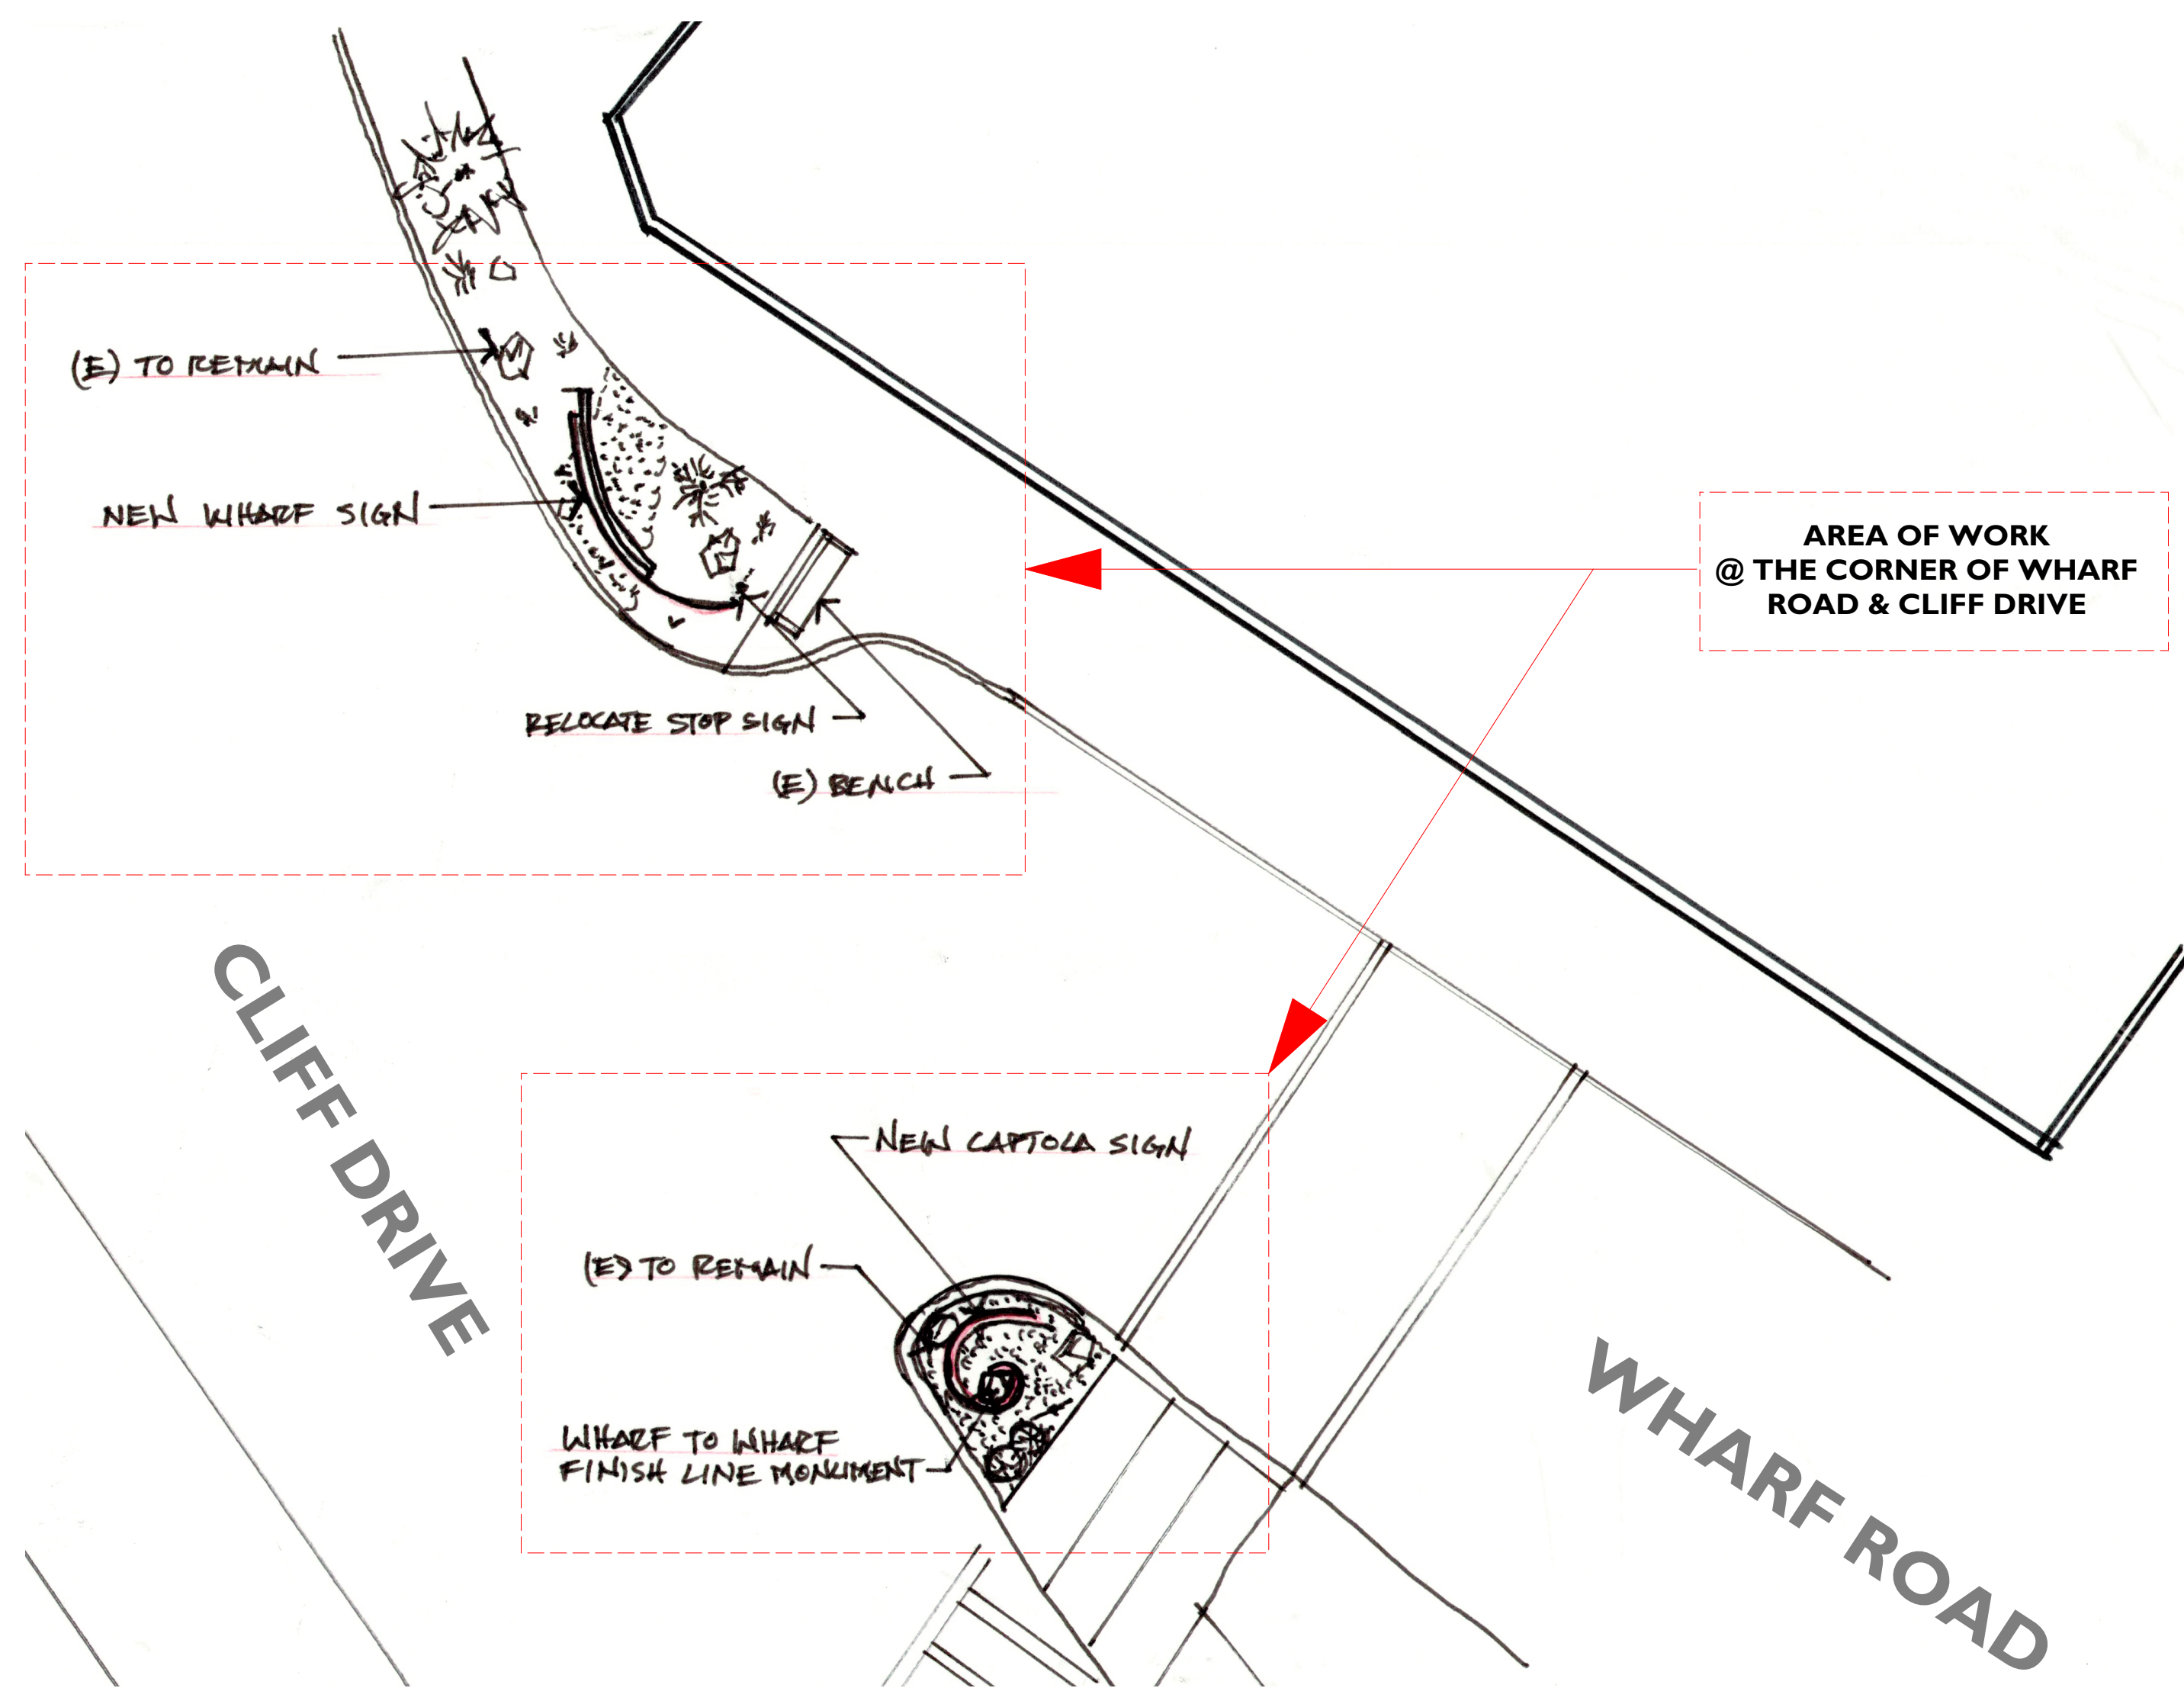 (E) TO REMAIN
NEW WHARF SIGN
RELOCATE STOP SIGN
(E) BENCH
AREA OF WORK
@ THE CORNER OF WHARF
ROAD & CLIFF DRIVE
CLIFF DRIVE
NEW CAPTOLA SIGN
(E) TO REMAIN
WHARF TO WHARF
FINISH LINE MONUMENT
WHARF ROAD